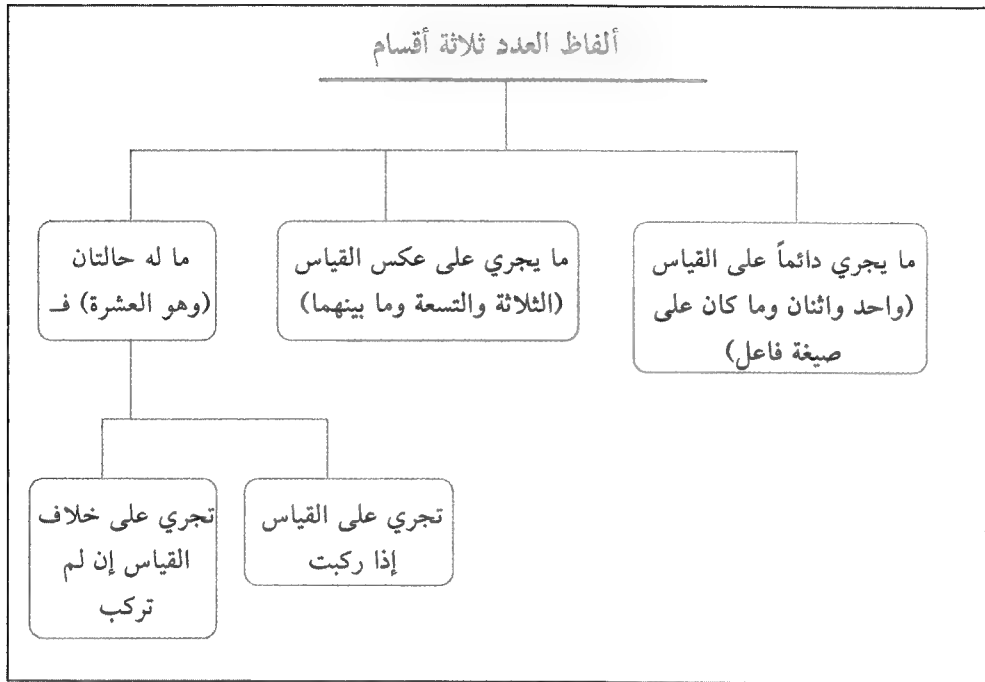 ألفاظ العدد ثلاثة أقسام
ما يجري دائماً على القياس
(واحد واثنان وما كان على
صيغة فاعل)
ما يجري على عكس القياس
(الثلاثة والتسعة وما بينهما)
ما له حالتان
(وهو العشرة) فـ
تجري على القياس
إذا ركبت
تجري على خلاف
القياس إن لم
تركب